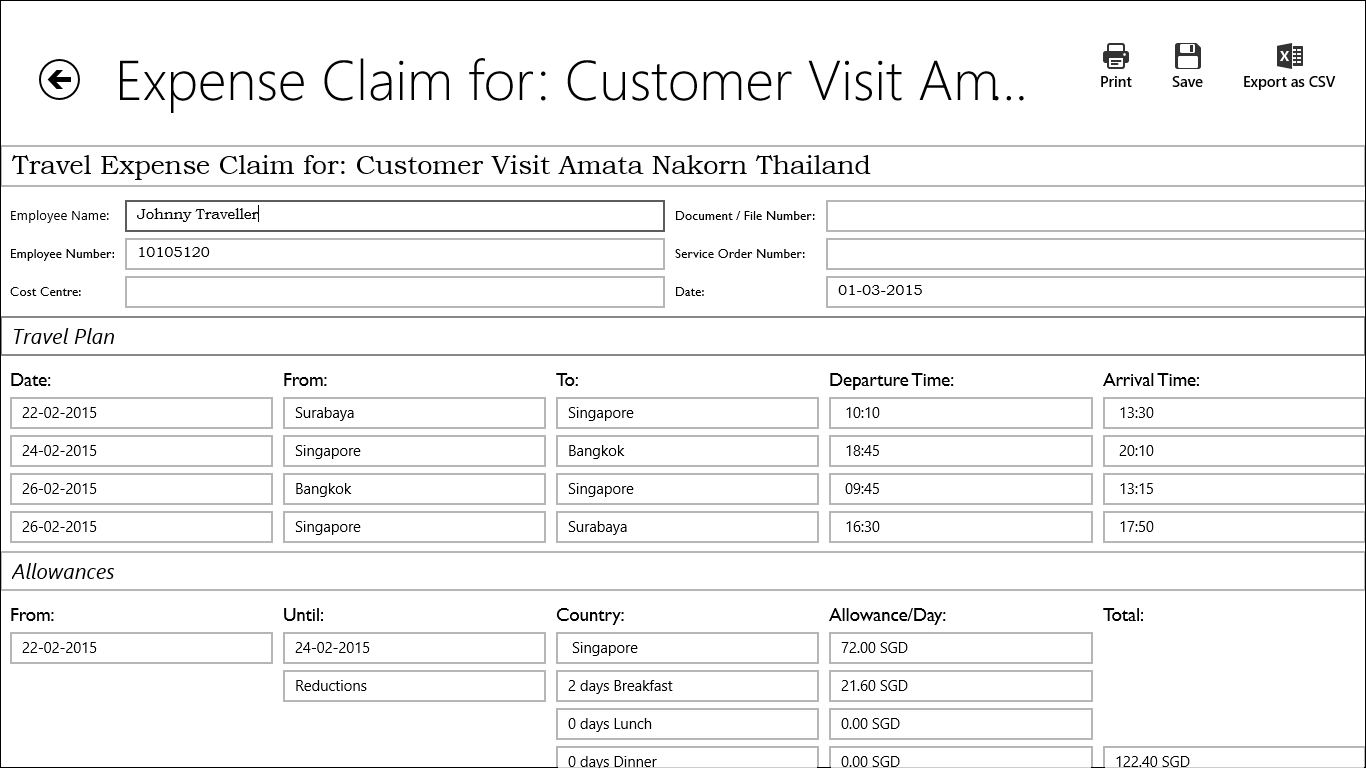 Expense Claim for: Customer Visit Am...
Print Save Export as CSV
Travel Expense Claim for: Customer Visit Amata Nakorn Thailand
Employee Name: Johnny Traveller Document / File Number:
Employee Number: 10105120 Service Order Number:
Cost Centre: Date: 01-03-2015
Travel Plan
Date: From: To: Departure Time: Arrival Time:
22-02-2015 Surabaya Singapore 10:10 13:30
24-02-2015 Singapore Bangkok 18:45 20:10
26-02-2015 Bangkok Singapore 09:45 13:15
26-02-2015 Singapore Surabaya 16:30 17:50
Allowances
From: Until: Country: Allowance/Day: Total:
22-02-2015 24-02-2015 Singapore 72.00 SGD
Reductions 2 days Breakfast 21.60 SGD
0 days Lunch 0.00 SGD
0 days Dinner 0.00 SGD 122.40 SGD